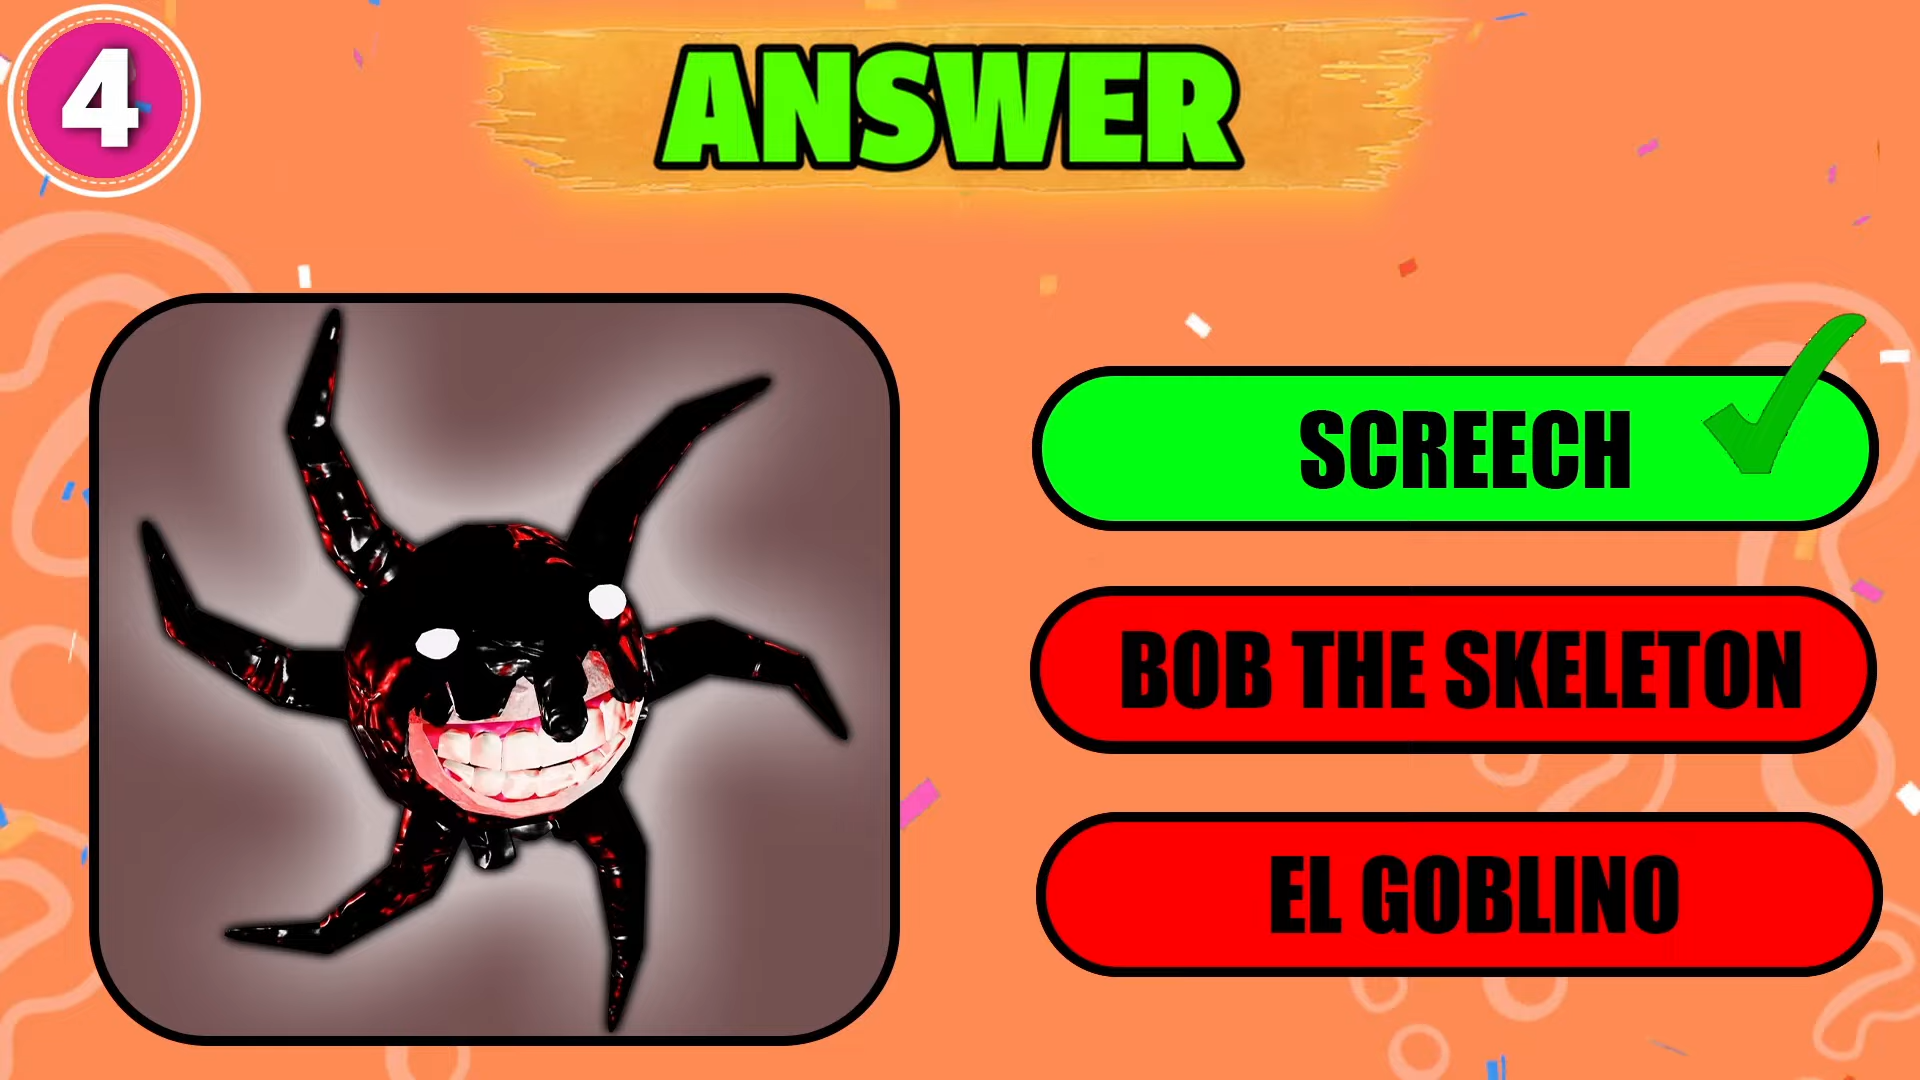 4
ANSWER
SCREECH
BOB THE SKELETON
EL GOBLINO